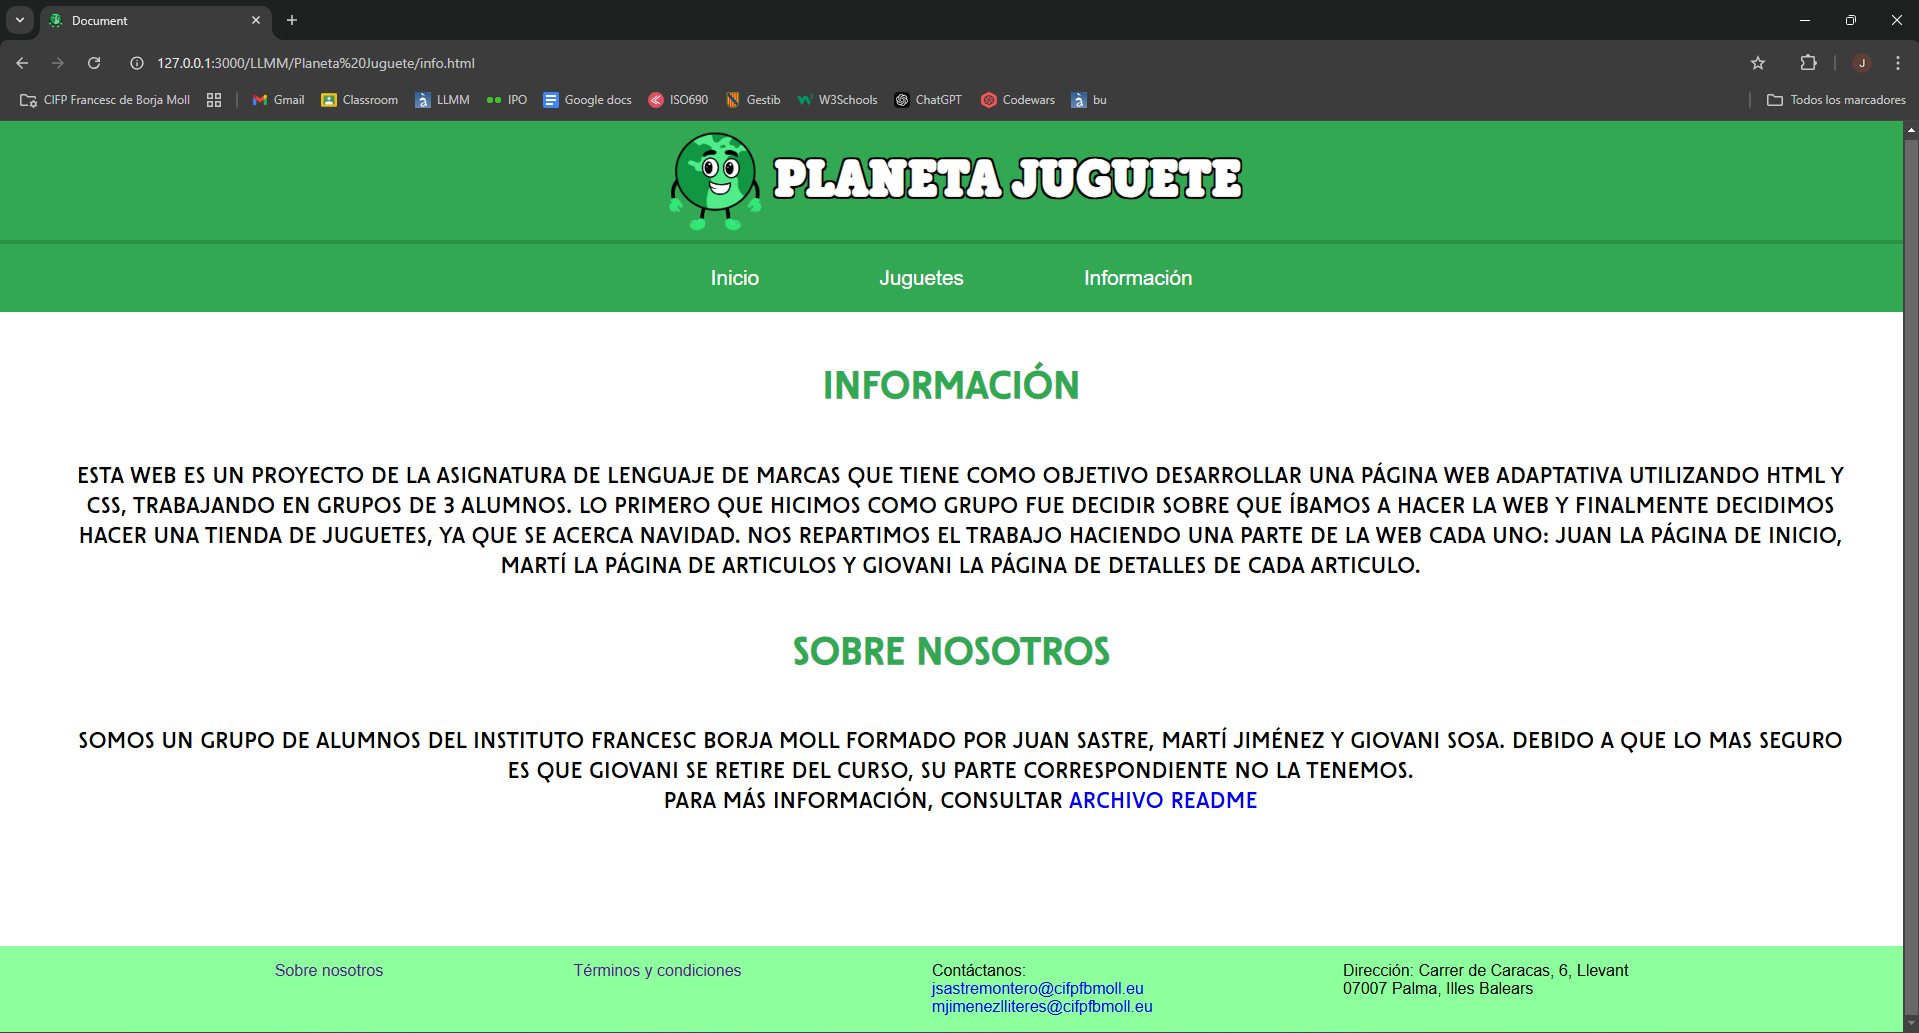 Document
127.0.0.1:3000/LLMM/Planeta%20Juguete/info.html
J
CIFP Francesc de Borja Moll
Gmail
Classroom
LLMM
IPO
Google docs
ISO690
Gestib
W3Schools
ChatGPT
Codewars
bu
Todos los marcadores
PLANETA JUGUETE
Inicio
Juguetes
Información
INFORMACIÓN
ESTA WEB ES UN PROYECTO DE LA ASIGNATURA DE LENGUAJE DE MARCAS QUE TIENE COMO OBJETIVO DESARROLLAR UNA PÁGINA WEB ADAPTATIVA UTILIZANDO HTML Y
CSS, TRABAJANDO EN GRUPOS DE 3 ALUMNOS. LO PRIMERO QUE HICIMOS COMO GRUPO FUE DECIDIR SOBRE QUE ÍBAMOS A HACER LA WEB Y FINALMENTE DECIDIMOS
HACER UNA TIENDA DE JUGUETES, YA QUE SE ACERCA NAVIDAD. NOS REPARTIMOS EL TRABAJO HACIENDO UNA PARTE DE LA WEB CADA UNO: JUAN LA PÁGINA DE INICIO,
MARTÍ LA PÁGINA DE ARTICULOS Y GIOVANI LA PÁGINA DE DETALLES DE CADA ARTICULO.
SOBRE NOSOTROS
SOMOS UN GRUPO DE ALUMNOS DEL INSTITUTO FRANCESC BORJA MOLL FORMADO POR JUAN SASTRE, MARTÍ JIMÉNEZ Y GIOVANI SOSA. DEBIDO A QUE LO MAS SEGURO
ES QUE GIOVANI SE RETIRE DEL CURSO, SU PARTE CORRESPONDIENTE NO LA TENEMOS.
PARA MÁS INFORMACIÓN, CONSULTAR ARCHIVO README
Sobre nosotros
Términos y condiciones
Contáctanos:
jsastremontero@cifpfbmoll.eu
mjimenezlliteres@cifpfbmoll.eu
Dirección: Carrer de Caracas, 6, Llevant
07007 Palma, Illes Balears